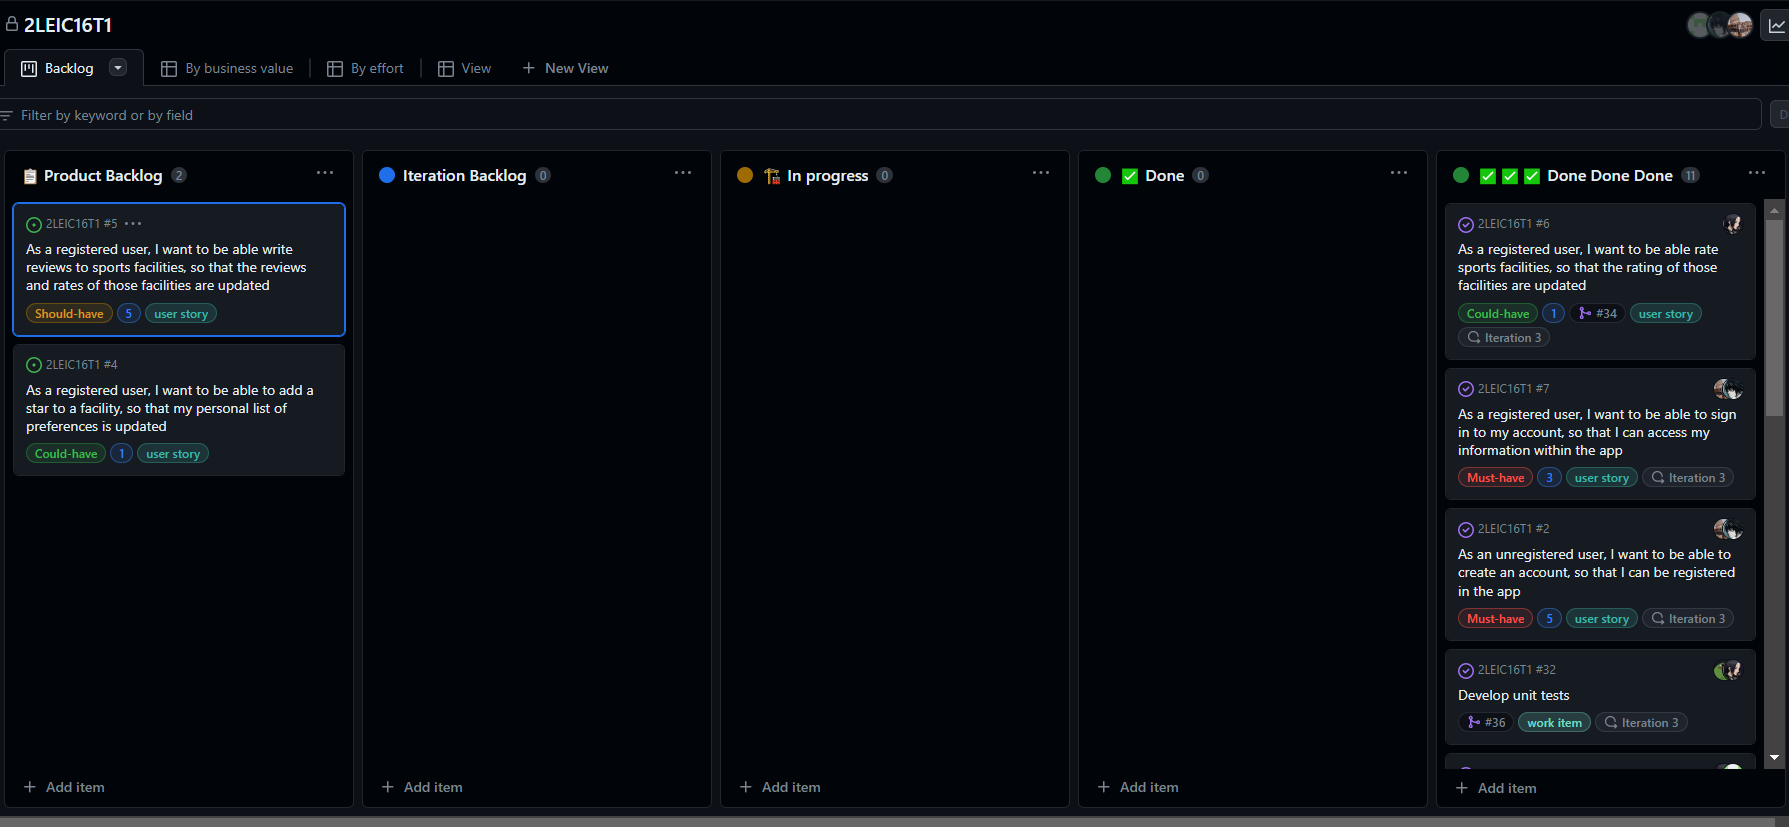 2LEIC16T1
Backlog
By business value
By effort
View
New View
Filter by keyword or by field
D
Product Backlog 2
2LEIC16T1 #5
As a registered user, I want to be able write
reviews to sports facilities, so that the reviews
and rates of those facilities are updated
Should-have 5 user story
2LEIC16T1 #4
As a registered user, I want to be able to add a
star to a facility, so that my personal list of
preferences is updated
Could-have 1 user story
Add item
Iteration Backlog 0
Add item
In progress 0
Add item
Done 0
Add item
Done Done Done 11
2LEIC16T1 #6
As a registered user, I want to be able rate
sports facilities, so that the rating of those
facilities are updated
Could-have 1 #34 user story
Iteration 3
2LEIC16T1 #7
As a registered user, I want to be able to sign
in to my account, so that I can access my
information within the app
Must-have 3 user story Iteration 3
2LEIC16T1 #2
As an unregistered user, I want to be able to
create an account, so that I can be registered
in the app
Must-have 5 user story Iteration 3
2LEIC16T1 #32
Develop unit tests
#36 work item Iteration 3
Add item